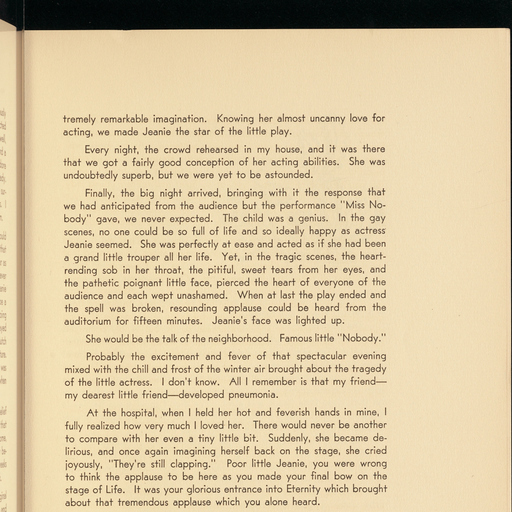 tremely remarkable imagination. Knowing her almost uncanny love for
acting, we made Jeanie the star of the little play.
Every night, the crowd rehearsed in my house, and it was there
that we got a fairly good conception of her acting abilities. She was
undoubtedly superb, but we were yet to be astounded.
Finally, the big night arrived, bringing with it the response that
we had anticipated from the audience but the performance "Miss No-
body" gave, we never expected. The child was a genius. In the gay
scenes, no one could be so full of life and so ideally happy as actress
Jeanie seemed. She was perfectly at ease and acted as if she had been
a grand little trouper all her life. Yet, in the tragic scenes, the heart-
rending sob in her throat, the pitiful, sweet tears from her eyes, and
the pathetic poignant little face, pierced the heart of everyone of the
audience and each wept unashamed. When at last the play ended and
the spell was broken, resounding applause could be heard from the
auditorium for fifteen minutes. Jeanie's face was lighted up.
She would be the talk of the neighborhood. Famous little "Nobody."
Probably the excitement and fever of that spectacular evening
mixed with the chill and frost of the winter air brought about the tragedy
of the little actress. I don't know. All I remember is that my friend—
my dearest little friend—developed pneumonia.
At the hospital, when I held her hot and feverish hands in mine, I
fully realized how very much I loved her. There would never be another
to compare with her even a tiny little bit. Suddenly, she became de-
lirious, and once again imagining herself back on the stage, she cried
joyously, "They're still clapping." Poor little Jeanie, you were wrong
to think the applause to be here as you made your final bow on the
stage of Life. It was your glorious entrance into Eternity which brought
about that tremendous applause which you alone heard.